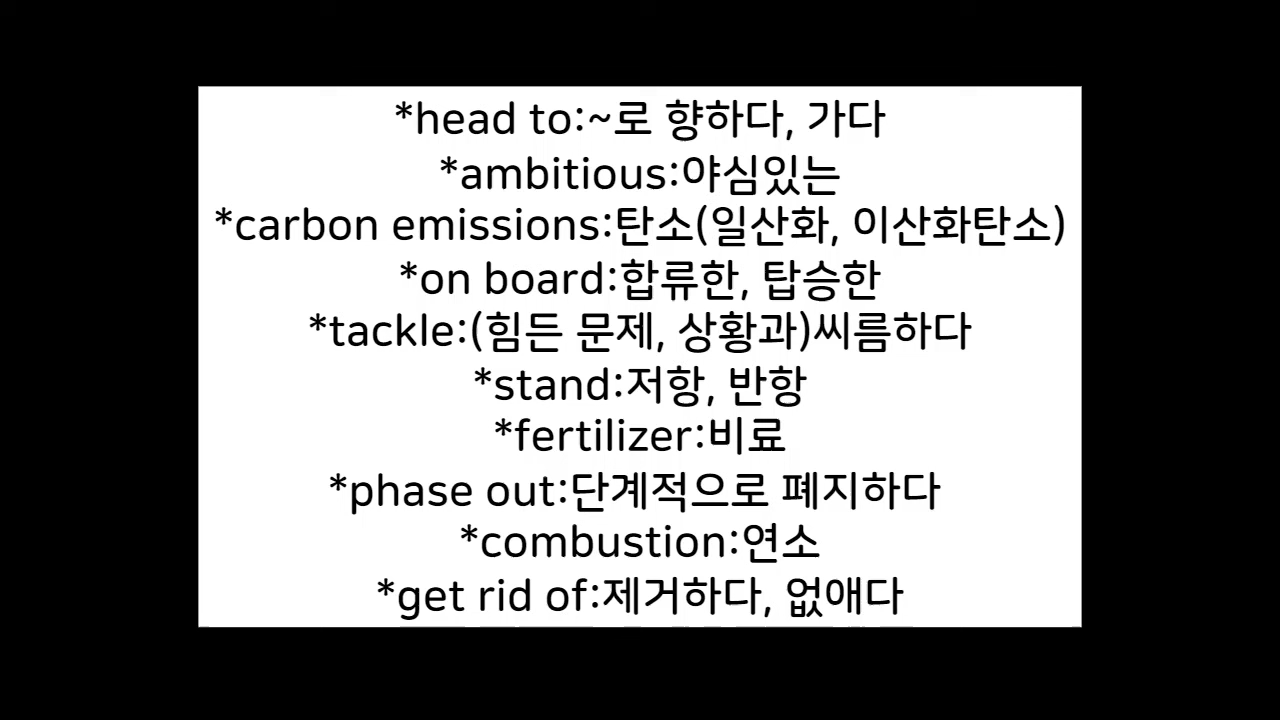 *head to:~로 향하다, 가다
*ambitious:야심있는
*carbon emissions:탄소(일산화, 이산화탄소)
*on board:합류한, 탑승한
*tackle:(힘든 문제, 상황과)씨름하다
*stand:저항, 반항
*fertilizer:비료
*phase out:단계적으로 폐지하다
*combustion:연소
*get rid of:제거하다, 없애다